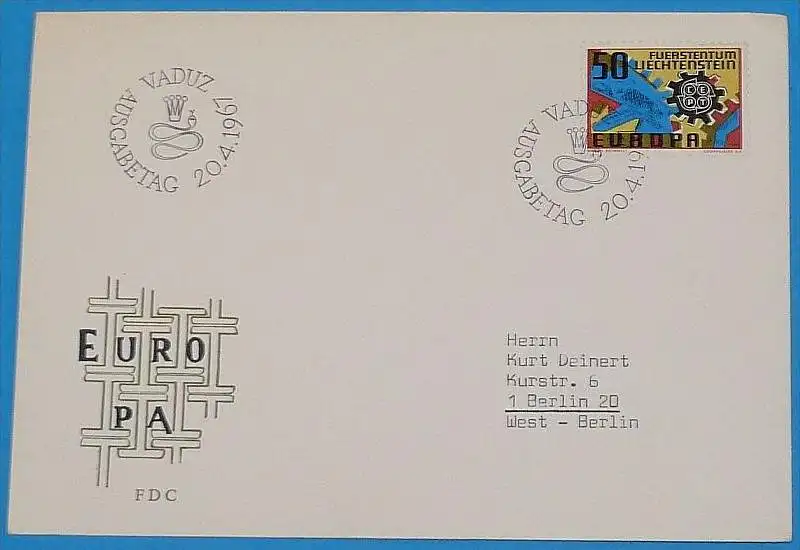 VADUZ
AUSGABETAG 20.4.1967
50 FUERSTENTUM
LIECHTENSTEIN
CEPT
EUROPA
VADUZ
AUSGABETAG 20.4.19
EURO
PA
FDC
Herrn
Kurt Deinert
Kurstr. 6
1 Berlin 20
West - Berlin